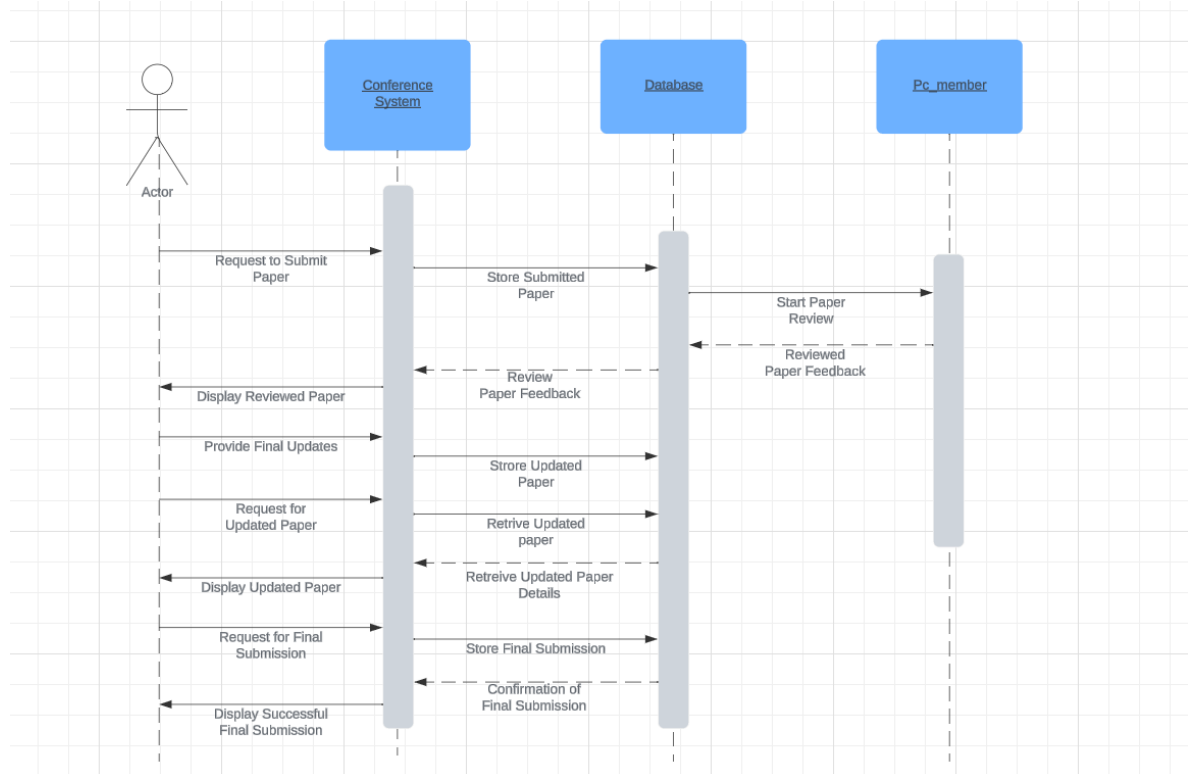 Conference
System
Database
Pc_member
Actor
Request to Submit
Paper
Store Submitted
Paper
Start Paper
Review
Reviewed
Paper Feedback
Review
Paper Feedback
Display Reviewed Paper
Provide Final Updates
Strore Updated
Paper
Request for
Updated Paper
Retrive Updated
paper
Retreive Updated Paper
Details
Display Updated Paper
Request for Final
Submission
Store Final Submission
Confirmation of
Final Submission
Display Successful
Final Submission